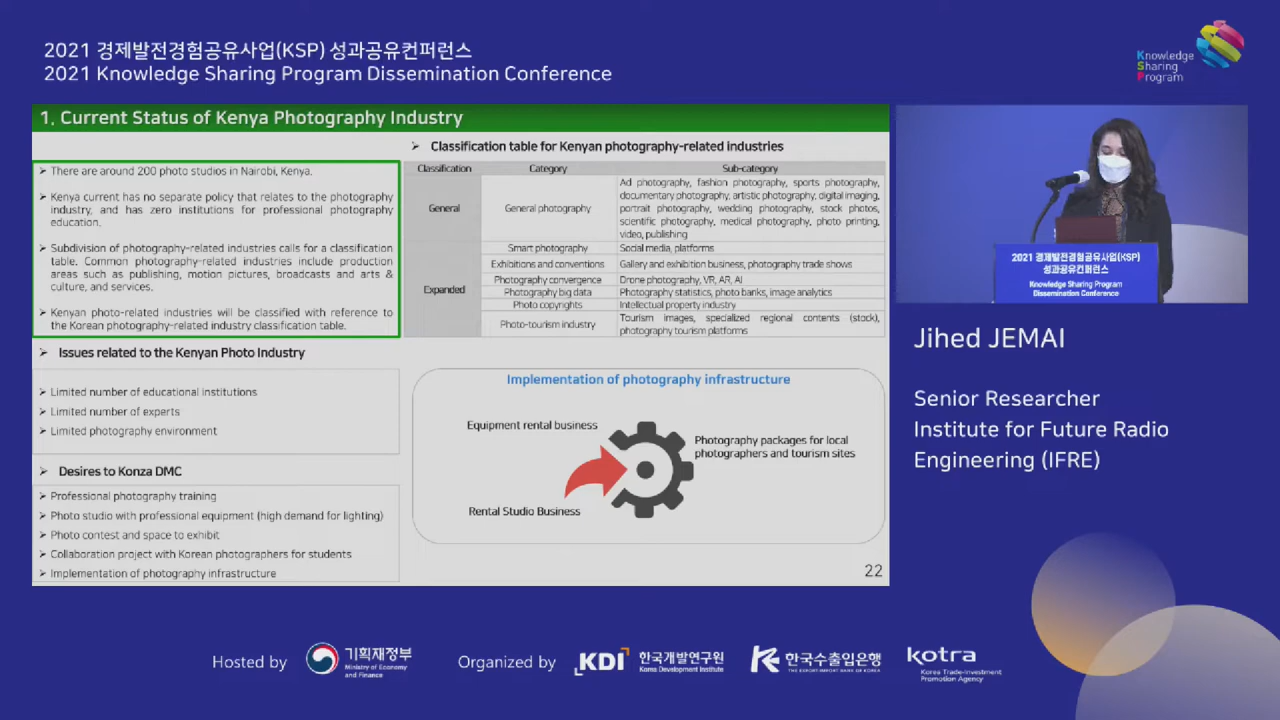 2021 경제발전경험공유사업(KSP) 성과공유컨퍼런스
2021 Knowledge Sharing Program Dissemination Conference
Knowledge
Sharing
Program
1. Current Status of Kenya Photography Industry
➢ There are around 200 photo studios in Nairobi, Kenya.
➢ Kenya current has no separate policy that relates to the photography
industry, and has zero institutions for professional photography
education.
➢ Subdivision of photography-related industries calls for a classification
table. Common photography-related industries include production
areas such as publishing, motion pictures, broadcasts and arts &
culture, and services.
➢ Kenyan photo-related industries will be classified with reference to
the Korean photography-related industry classification table.
➢ Issues related to the Kenyan Photo Industry
➢ Limited number of educational institutions
➢ Limited number of experts
➢ Limited photography environment
➢ Desires to Konza DMC
➢ Professional photography training
➢ Photo studio with professional equipment (high demand for lighting)
➢ Photo contest and space to exhibit
➢ Collaboration project with Korean photographers for students
➢ Implementation of photography infrastructure
➢ Classification table for Kenyan photography-related industries
Classification Category Sub-category
General General photography
Ad photography, fashion photography, sports photography,
documentary photography, artistic photography, digital imaging,
portrait photography, wedding photography, stock photos,
scientific photography, medical photography, photo printing,
video, publishing
Expanded
Smart photography Social media, platforms
Exhibitions and conventions Gallery and exhibition business, photography trade shows
Photography convergence Drone photography, VR, AR, AI
Photography big data Photography statistics, photo banks, image analytics
Photo copyrights Intellectual property industry
Photo-tourism industry Tourism images, specialized regional contents (stock),
photography tourism platforms
Implementation of photography infrastructure
Equipment rental business
Photography packages for local
photographers and tourism sites
Rental Studio Business
22
2021 경제발전경험공유사업(KSP)
성과공유컨퍼런스
Knowledge Sharing Program
Dissemination Conference
Jihed JEMAI
Senior Researcher
Institute for Future Radio
Engineering (IFRE)
Hosted by
기획재정부
Ministry of Economy
and Finance
Organized by
KDI 한국개발연구원
Korea Development Institute
한국수출입은행
THE EXPORT-IMPORT BANK OF KOREA
kotra
Korea Trade-Investment
Promotion Agency